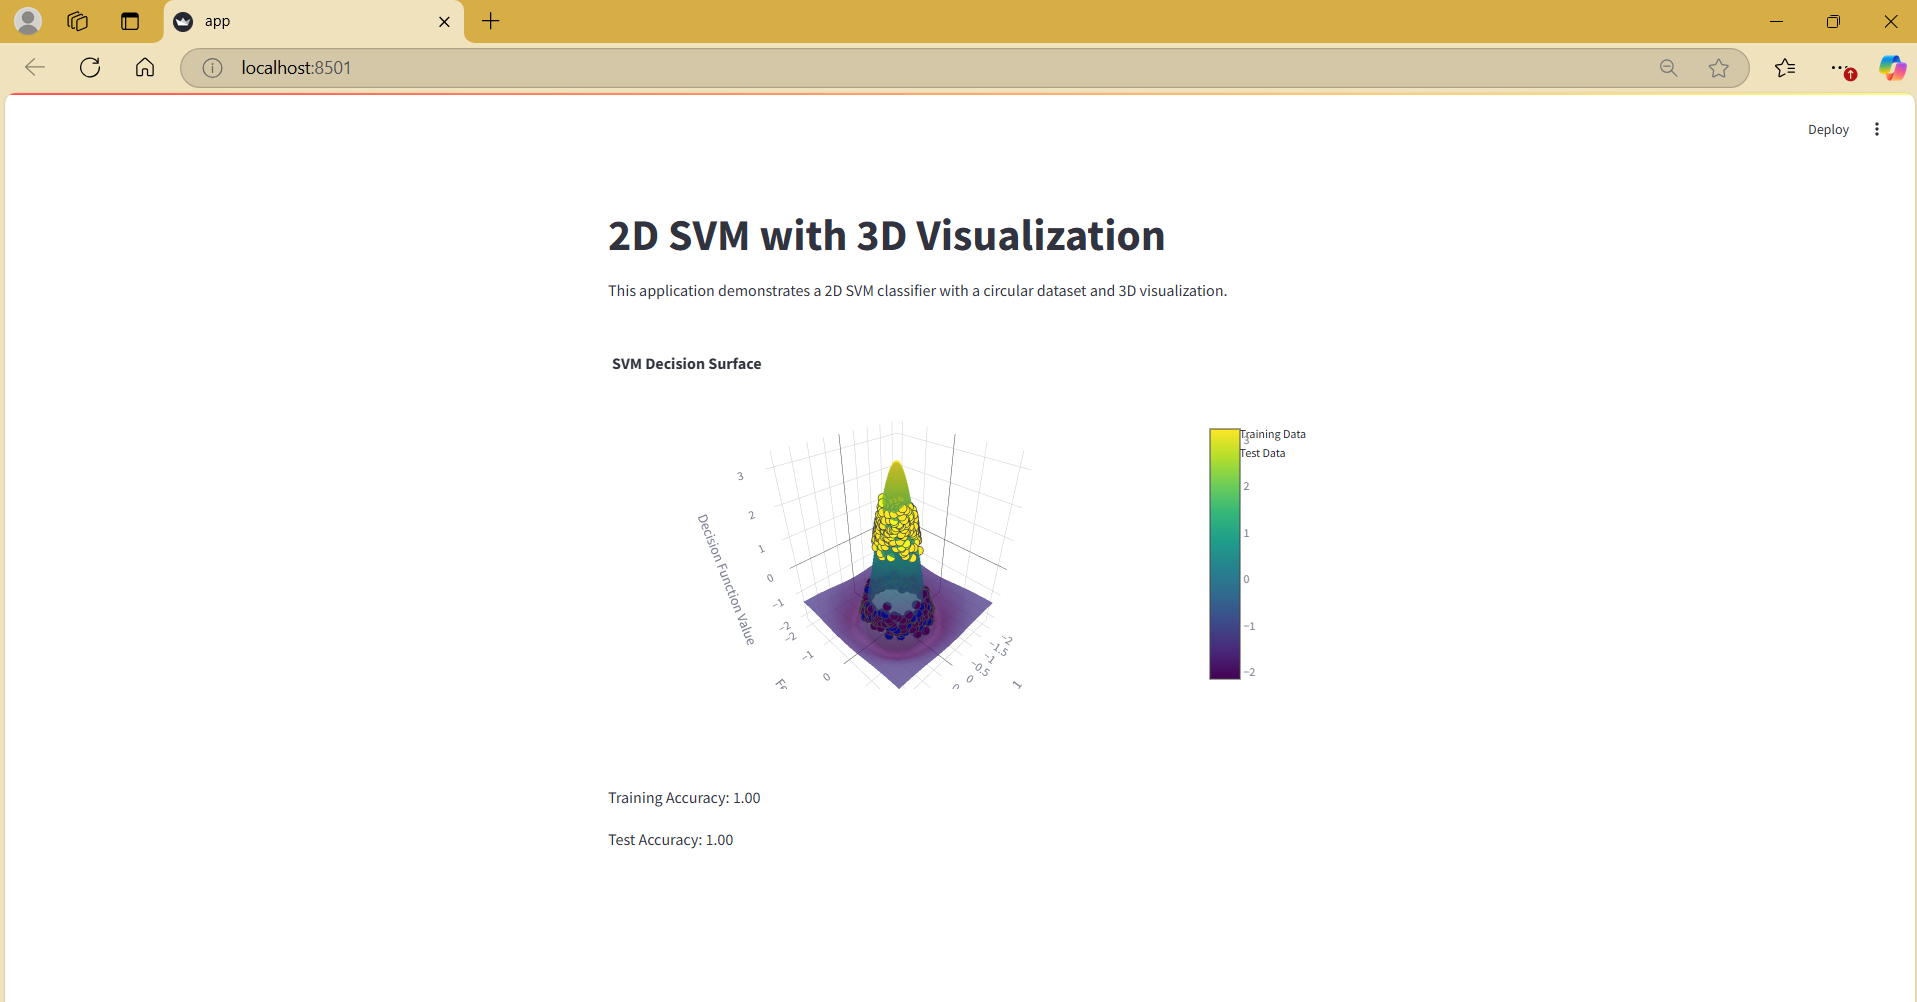 app
localhost:8501
Deploy
2D SVM with 3D Visualization
This application demonstrates a 2D SVM classifier with a circular dataset and 3D visualization.
SVM Decision Surface
Training Data
Test Data
3
2
1
0
−1
−2
Decision Function Value
3
2
1
0
−1
−2
−2
−1
0
−2
−1.5
−1
−0.5
0
1
Training Accuracy: 1.00
Test Accuracy: 1.00